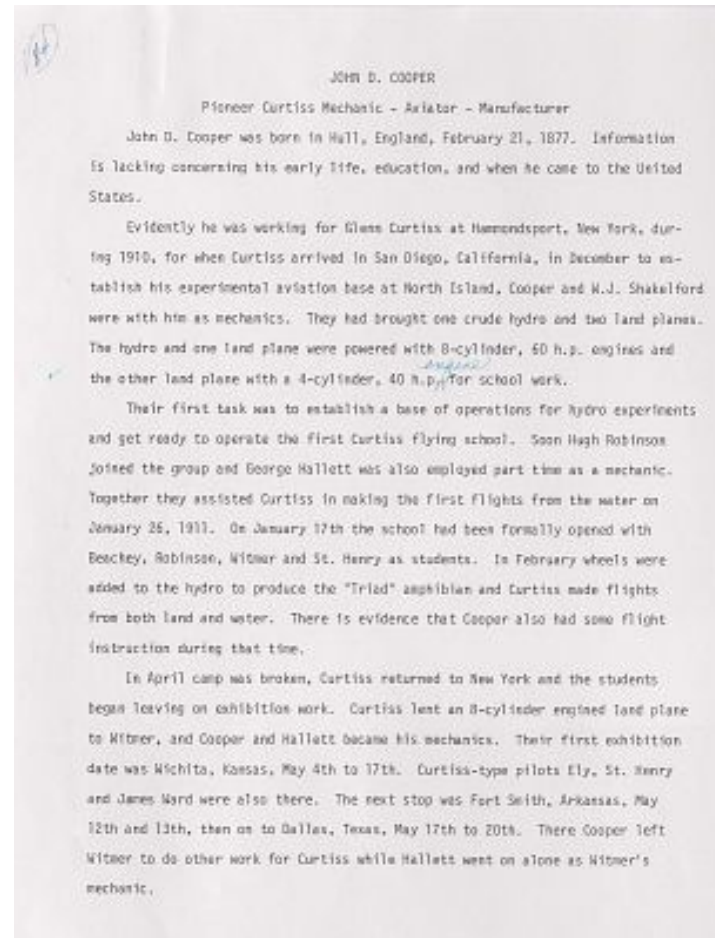 JOHN D. COOPER
Pioneer Curtiss Mechanic - Aviator - Manufacturer
John D. Cooper was born in Hull, England, February 21, 1877. Information
is lacking concerning his early life, education, and when he came to the United
States.
Evidently he was working for Glenn Curtiss at Hammondsport, New York, dur-
ing 1910, for when Curtiss arrived in San Diego, California, in December to es-
tablish his experimental aviation base at North Island, Cooper and W.J. Shakelford
were with him as mechanics. They had brought one crude hydro and two land planes.
The hydro and one land plane were powered with 8-cylinder, 60 h.p. engines and
engine
the other land plane with a 4-cylinder, 40 h.p. for school work.
Their first task was to establish a base of operations for hydro experiments
and get ready to operate the first Curtiss flying school. Soon Hugh Robinson
joined the group and George Hallett was also employed part time as a mechanic.
Together they assisted Curtiss in making the first flights from the water on
January 26, 1911. On January 17th the school had been formally opened with
Beachey, Robinson, Witmer and St. Henry as students. In February wheels were
added to the hydro to produce the "Triad" amphibian and Curtiss made flights
from both land and water. There is evidence that Cooper also had some flight
instruction during that time.
In April camp was broken, Curtiss returned to New York and the students
began leaving on exhibition work. Curtiss lent an 8-cylinder engined land plane
to Witmer, and Cooper and Hallett became his mechanics. Their first exhibition
date was Wichita, Kansas, May 4th to 17th. Curtiss-type pilots Ely, St. Henry
and James Ward were also there. The next stop was Fort Smith, Arkansas, May
12th and 13th, then on to Dallas, Texas, May 17th to 20th. There Cooper left
Witmer to do other work for Curtiss while Hallett went on alone as Witmer's
mechanic.